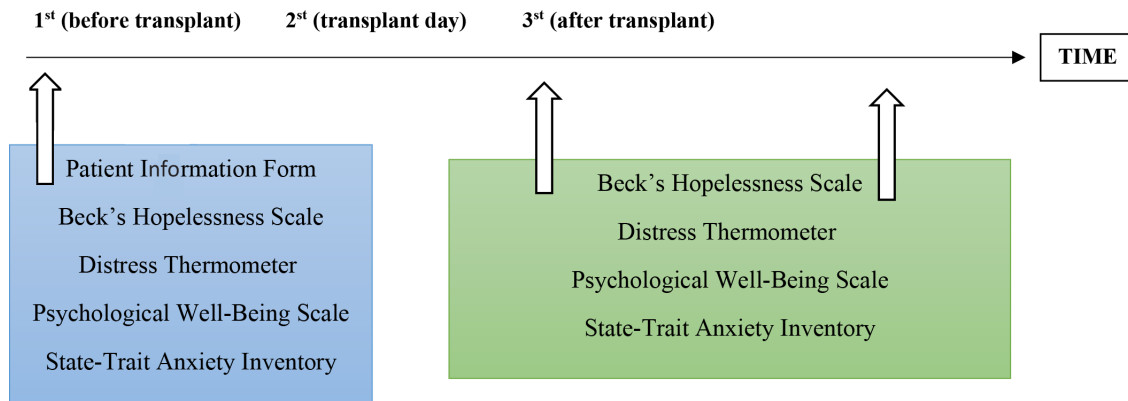 1st (before transplant) 2st (transplant day) 3st (after transplant)
TIME
Patient Information Form
Beck’s Hopelessness Scale
Distress Thermometer
Psychological Well-Being Scale
State-Trait Anxiety Inventory
Beck’s Hopelessness Scale
Distress Thermometer
Psychological Well-Being Scale
State-Trait Anxiety Inventory